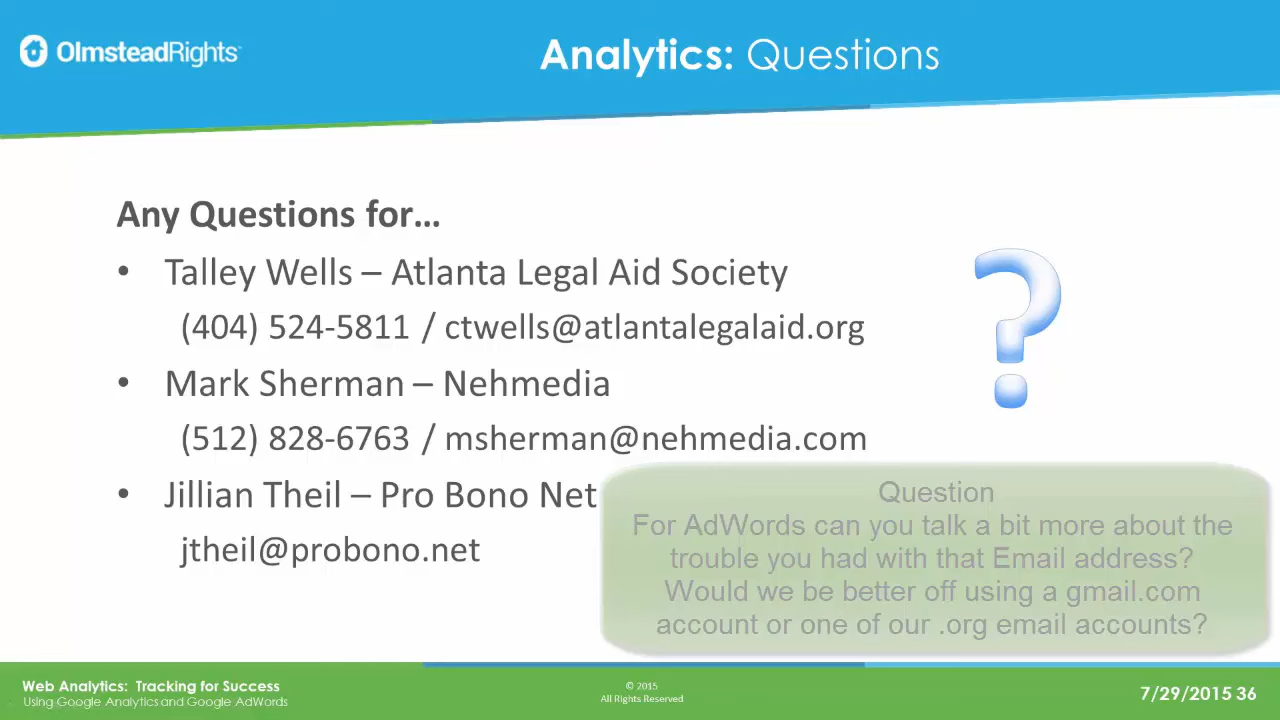 OlmsteadRights
Analytics: Questions
Any Questions for…
• Talley Wells – Atlanta Legal Aid Society
(404) 524-5811 / ctwells@atlantalegalaid.org
• Mark Sherman – Nehmedia
(512) 828-6763 / msherman@nehmedia.com
• Jillian Theil – Pro Bono Net
jtheil@probono.net
?
Question
For AdWords can you talk a bit more about the
trouble you had with that Email address?
Would we be better off using a gmail.com
account or one of our .org email accounts?
Web Analytics: Tracking for Success
Using Google Analytics and Google AdWords
© 2015
All Rights Reserved
7/29/2015 36